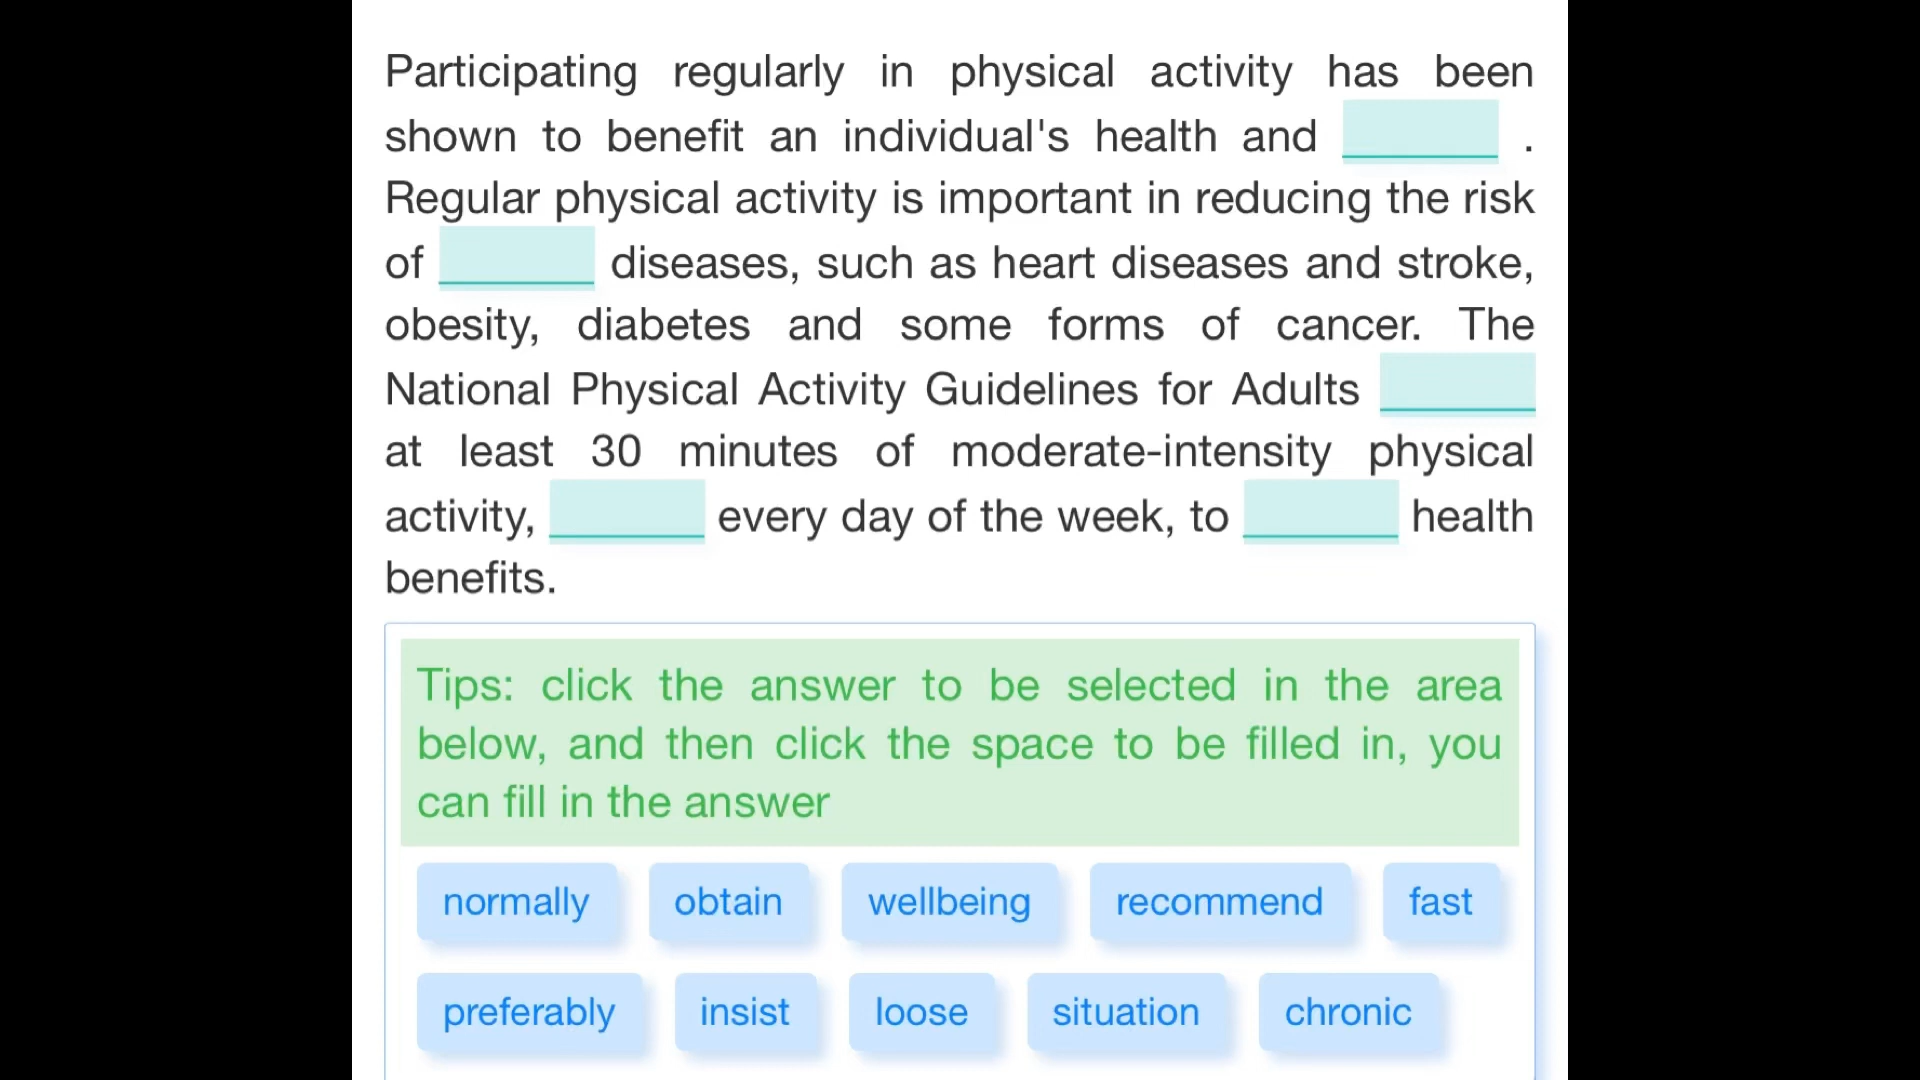 Participating regularly in physical activity has been
shown to benefit an individual's health and .
Regular physical activity is important in reducing the risk
of diseases, such as heart diseases and stroke,
obesity, diabetes and some forms of cancer. The
National Physical Activity Guidelines for Adults
at least 30 minutes of moderate-intensity physical
activity, every day of the week, to health
benefits.
Tips: click the answer to be selected in the area
below, and then click the space to be filled in, you
can fill in the answer
normally obtain wellbeing recommend fast
preferably insist loose situation chronic